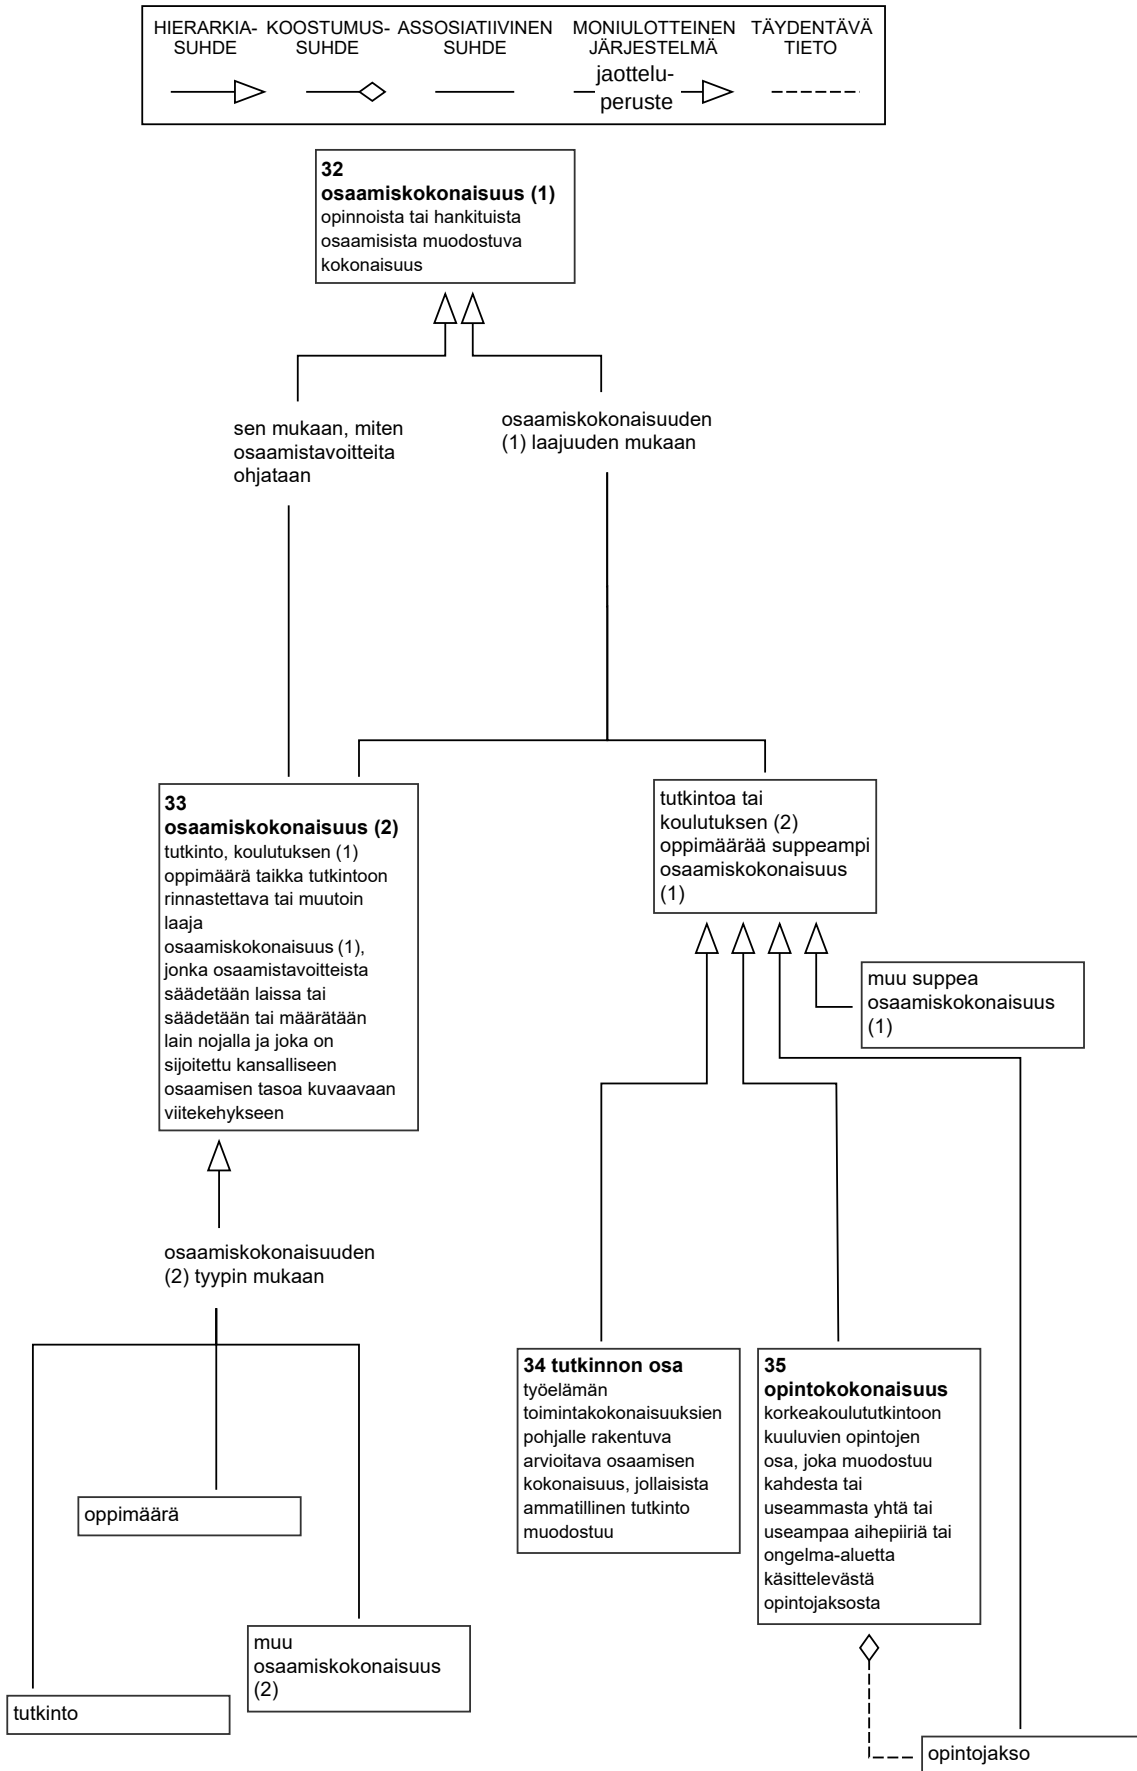 HIERARKIA-
SUHDE
KOOSTUMUS-
SUHDE
ASSOSIATIIVINEN
SUHDE
MONIULOTTEINEN
JÄRJESTELMÄ
jaottelu-
peruste
TÄYDENTÄVÄ
TIETO
32
osaamiskokonaisuus (1)
opinnoista tai hankituista
osaamisista muodostuva
kokonaisuus
sen mukaan, miten
osaamistavoitteita
ohjataan
osaamiskokonaisuuden
(1) laajuuden mukaan
33
osaamiskokonaisuus (2)
tutkinto, koulutuksen (1)
oppimäärä taikka tutkintoon
rinnastettava tai muutoin
laaja
osaamiskokonaisuus (1),
jonka osaamistavoitteista
säädetään laissa tai
säädetään tai määrätään
lain nojalla ja joka on
sijoitettu kansalliseen
osaamisen tasoa kuvaavaan
viitekehykseen
tutkintoa tai
koulutuksen (2)
oppimäärää suppeampi
osaamiskokonaisuus
(1)
muu suppea
osaamiskokonaisuus
(1)
osaamiskokonaisuuden
(2) tyypin mukaan
34 tutkinnon osa
työelämän
toimintakokonaisuuksien
pohjalle rakentuva
arvioitava osaamisen
kokonaisuus, jollaisista
ammatillinen tutkinto
muodostuu
35
opintokokonaisuus
korkeakoulututkintoon
kuuluvien opintojen
osa, joka muodostuu
kahdesta tai
useammasta yhtä tai
useampaa aihepiiriä tai
ongelma-aluetta
käsittelevästä
opintojaksosta
oppimäärä
muu
osaamiskokonaisuus
(2)
tutkinto
opintojakso